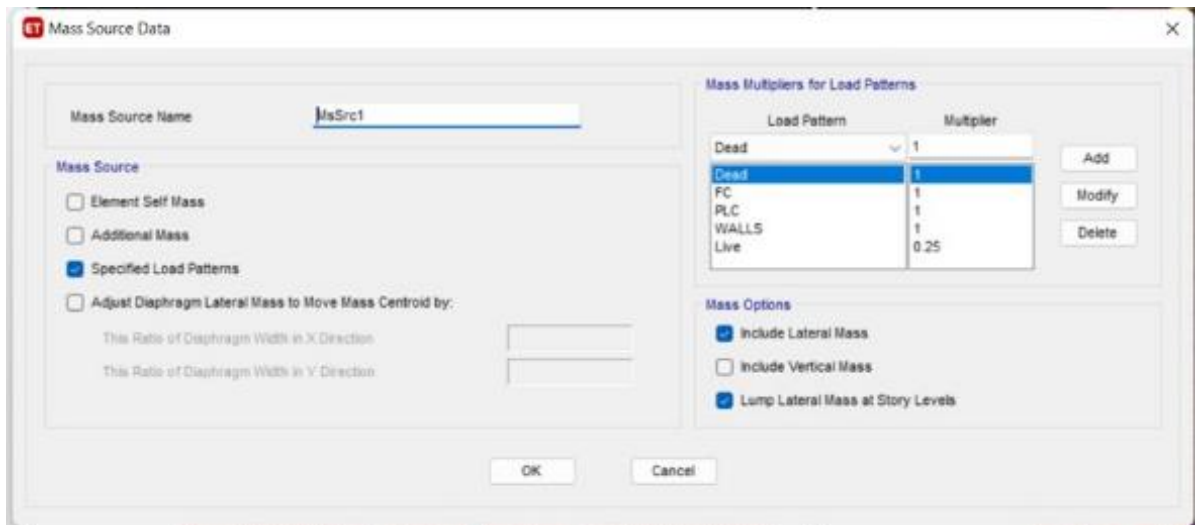 ET Mass Source Data
Mass Source Name MsSrc1
Mass Source
Element Self Mass
Additional Mass
Specified Load Patterns
Adjust Diaphragm Lateral Mass to Move Mass Centroid by:
This Ratio of Diaphragm Width in X Direction
This Ratio of Diaphragm Width in Y Direction
Mass Multipliers for Load Patterns
Load Pattern Multiplier
Dead 1
Dead 1
FC 1
PLC 1
WALLS 1
Live 0.25
Add
Modify
Delete
Mass Options
Include Lateral Mass
Include Vertical Mass
Lump Lateral Mass at Story Levels
OK Cancel